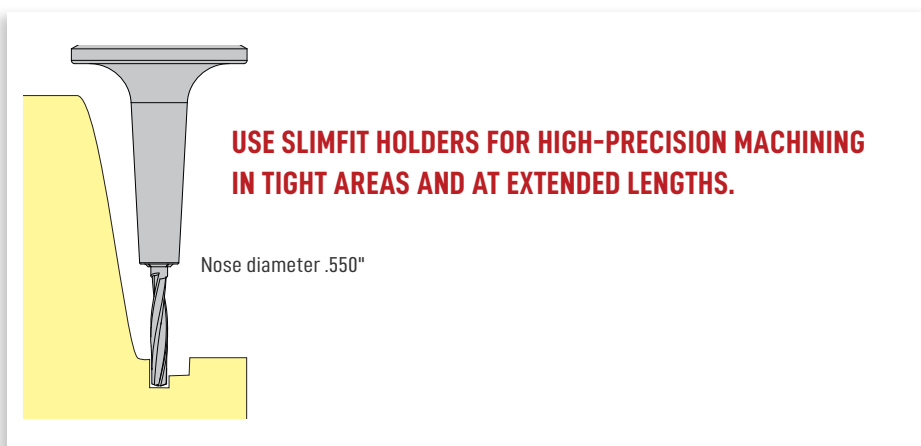 USE SLIMFIT HOLDERS FOR HIGH-PRECISION MACHINING
IN TIGHT AREAS AND AT EXTENDED LENGTHS.
Nose diameter .550"